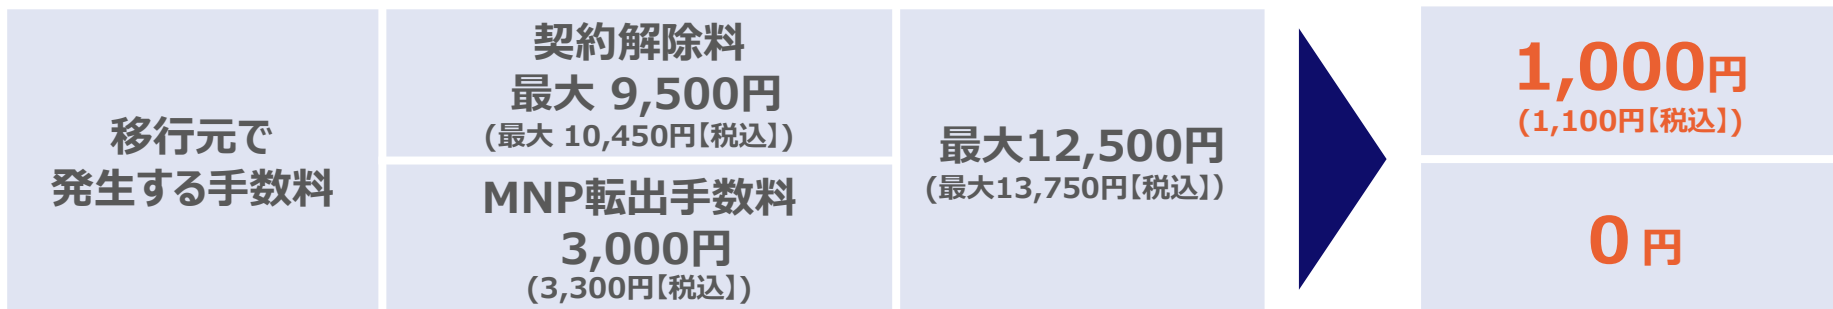 移行元で
発生する手数料
契約解除料
最大 9,500円
(最大 10,450円【税込】)
MNP転出手数料
3,000円
(3,300円【税込】)
最大12,500円
(最大13,750円【税込】)
1,000円
(1,100円【税込】)
0 円